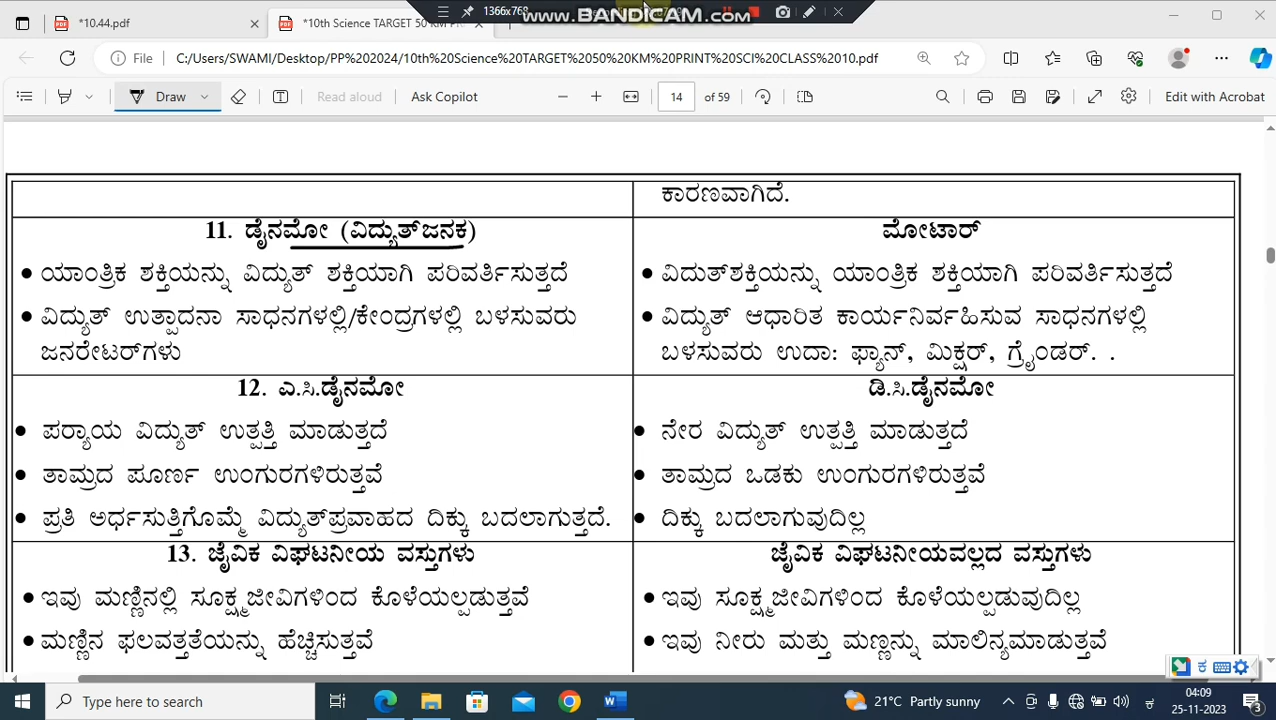 *10.44.pdf
*10th Science TARGET 50 KM PR
1366x768
www.BANDICAM.com
File
C:/Users/SWAMI/Desktop/PP%202024/10th%20Science%20TARGET%2050%20KM%20PRINT%20SCI%20CLASS%2010.pdf
Draw
Read aloud
Ask Copilot
14
of 59
Edit with Acrobat
ಕಾರಣವಾಗಿದೆ.
11. ಡೈನಮೋ (ವಿದ್ಯುತ್‌ಜನಕ)
ಮೋಟಾರ್
• ಯಾಂತ್ರಿಕ ಶಕ್ತಿಯನ್ನು ವಿದ್ಯುತ್ ಶಕ್ತಿಯಾಗಿ ಪರಿವರ್ತಿಸುತ್ತದೆ
• ವಿದ್ಯುತ್ ಉತ್ಪಾದನಾ ಸಾಧನಗಳಲ್ಲಿ/ಕೇಂದ್ರಗಳಲ್ಲಿ ಬಳಸುವರು
ಜನರೇಟರ್‌ಗಳು
• ವಿದುತ್‌ಶಕ್ತಿಯನ್ನು ಯಾಂತ್ರಿಕ ಶಕ್ತಿಯಾಗಿ ಪರಿವರ್ತಿಸುತ್ತದೆ
• ವಿದ್ಯುತ್ ಆಧಾರಿತ ಕಾರ್ಯನಿರ್ವಹಿಸುವ ಸಾಧನಗಳಲ್ಲಿ
ಬಳಸುವರು ಉದಾ: ಫ್ಯಾನ್, ಮಿಕ್ಷರ್, ಗ್ರೈಂಡರ್. .
12. ಎ.ಸಿ.ಡೈನಮೋ
ಡಿ.ಸಿ.ಡೈನಮೋ
• ಪರ‍್ಯಾಯ ವಿದ್ಯುತ್ ಉತ್ಪತ್ತಿ ಮಾಡುತ್ತದೆ
• ತಾಮ್ರದ ಪೂರ್ಣ ಉಂಗುರಗಳಿರುತ್ತವೆ
• ಪ್ರತಿ ಅರ್ಧಸುತ್ತಿಗೊಮ್ಮೆ ವಿದ್ಯುತ್‌ಪ್ರವಾಹದ ದಿಕ್ಕು ಬದಲಾಗುತ್ತದೆ.
• ನೇರ ವಿದ್ಯುತ್ ಉತ್ಪತ್ತಿ ಮಾಡುತ್ತದೆ
• ತಾಮ್ರದ ಒಡಕು ಉಂಗುರಗಳಿರುತ್ತವೆ
• ದಿಕ್ಕು ಬದಲಾಗುವುದಿಲ್ಲ
13. ಜೈವಿಕ ವಿಘಟನೀಯ ವಸ್ತುಗಳು
ಜೈವಿಕ ವಿಘಟನೀಯವಲ್ಲದ ವಸ್ತುಗಳು
• ಇವು ಮಣ್ಣಿನಲ್ಲಿ ಸೂಕ್ಷ್ಮಜೀವಿಗಳಿಂದ ಕೊಳೆಯಲ್ಪಡುತ್ತವೆ
• ಮಣ್ಣಿನ ಫಲವತ್ತತೆಯನ್ನು ಹೆಚ್ಚಿಸುತ್ತವೆ
• ಇವು ಸೂಕ್ಷ್ಮಜೀವಿಗಳಿಂದ ಕೊಳೆಯಲ್ಪಡುವುದಿಲ್ಲ
• ಇವು ನೀರು ಮತ್ತು ಮಣ್ಣನ್ನು ಮಾಲಿನ್ಯಮಾಡುತ್ತವೆ
ಕ
Type here to search
21°C Partly sunny
04:09
25-11-2023
3